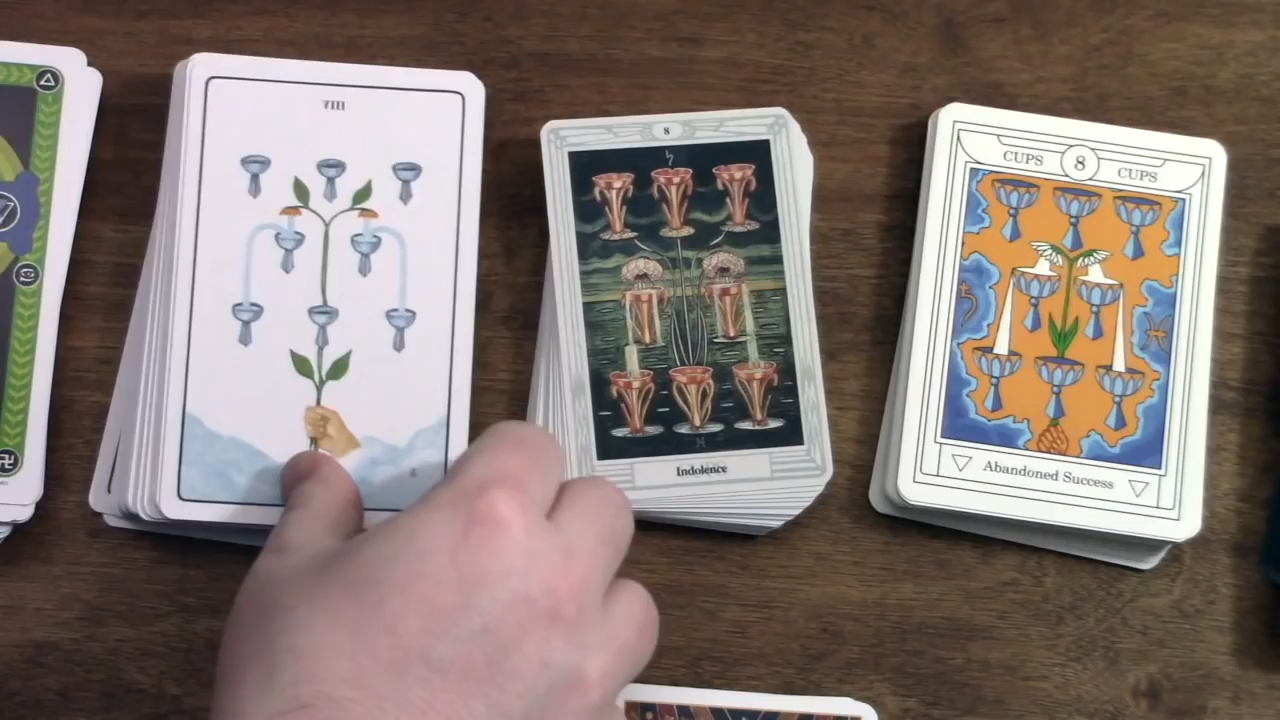 VIII
8
Indolence
CUPS 8 CUPS
Abandoned Success